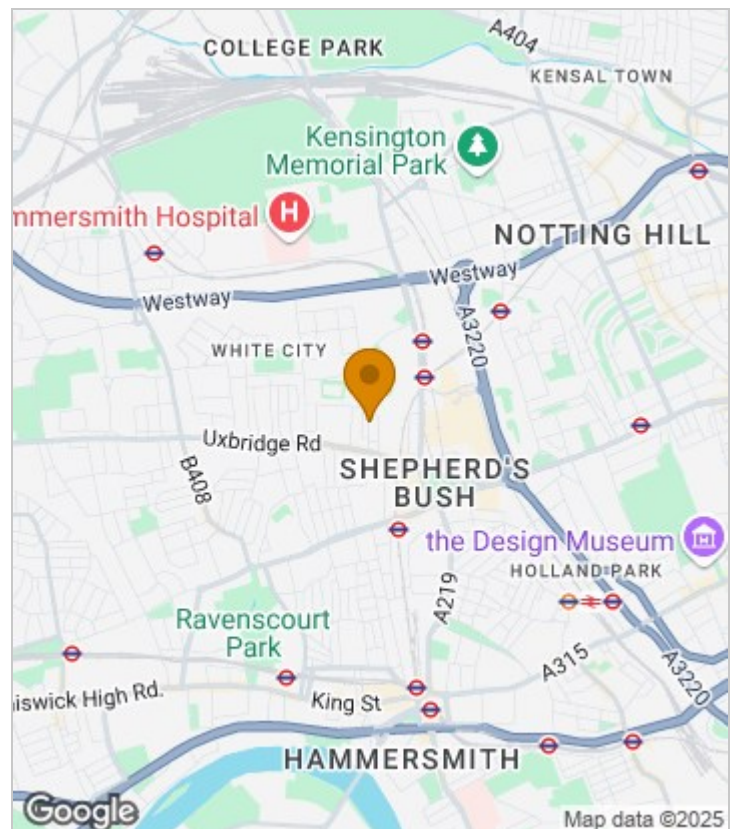 COLLEGE PARK
A404
KENSAL TOWN
Kensington
Memorial Park
mmersmith Hospital
H
NOTTING HILL
Westway
Westway
A3220
WHITE CITY
Uxbridge Rd
SHEPHERD'S
BUSH
B408
the Design Museum
HOLLAND PARK
A219
Ravenscourt
Park
A315
A3220
niswick High Rd.
King St
HAMMERSMITH
Google
Map data ©2025